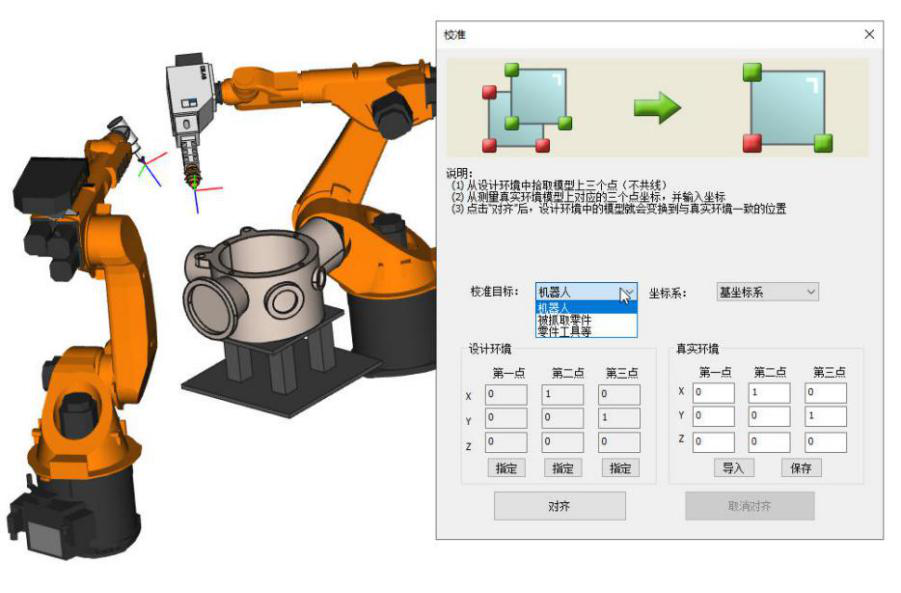 校准
说明:
(1) 从设计环境中拾取模型上三个点（不共线）
(2) 从测量真实环境模型上对应的三个点坐标，并输入坐标
(3) 点击"对齐"后，设计环境中的模型就会变换到与真实环境一致的位置
校准目标: 机器人 坐标系: 基坐标系
机器人
被抓取零件
零件工具等
设计环境
第一点 第二点 第三点
X 0 1 0
Y 0 0 1
Z 0 0 0
指定 指定 指定
真实环境
第一点 第二点 第三点
X 0 1 0
Y 0 0 1
Z 0 0 0
导入 保存
对齐 取消对齐